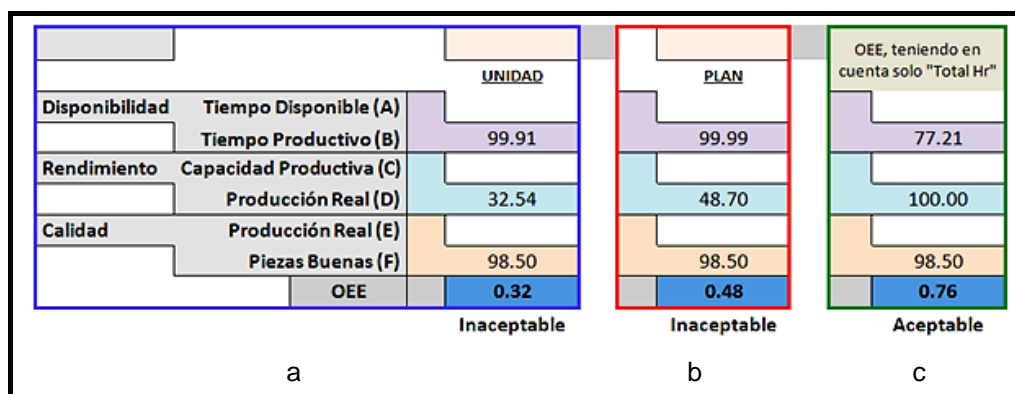 OEE, teniendo en
cuenta solo "Total Hr"
UNIDAD PLAN
Disponibilidad Tiempo Disponible (A)
Tiempo Productivo (B) 99.91 99.99 77.21
Rendimiento Capacidad Productiva (C)
Producción Real (D) 32.54 48.70 100.00
Calidad Producción Real (E)
Piezas Buenas (F) 98.50 98.50 98.50
OEE 0.32 0.48 0.76
Inaceptable Inaceptable Aceptable
a b c